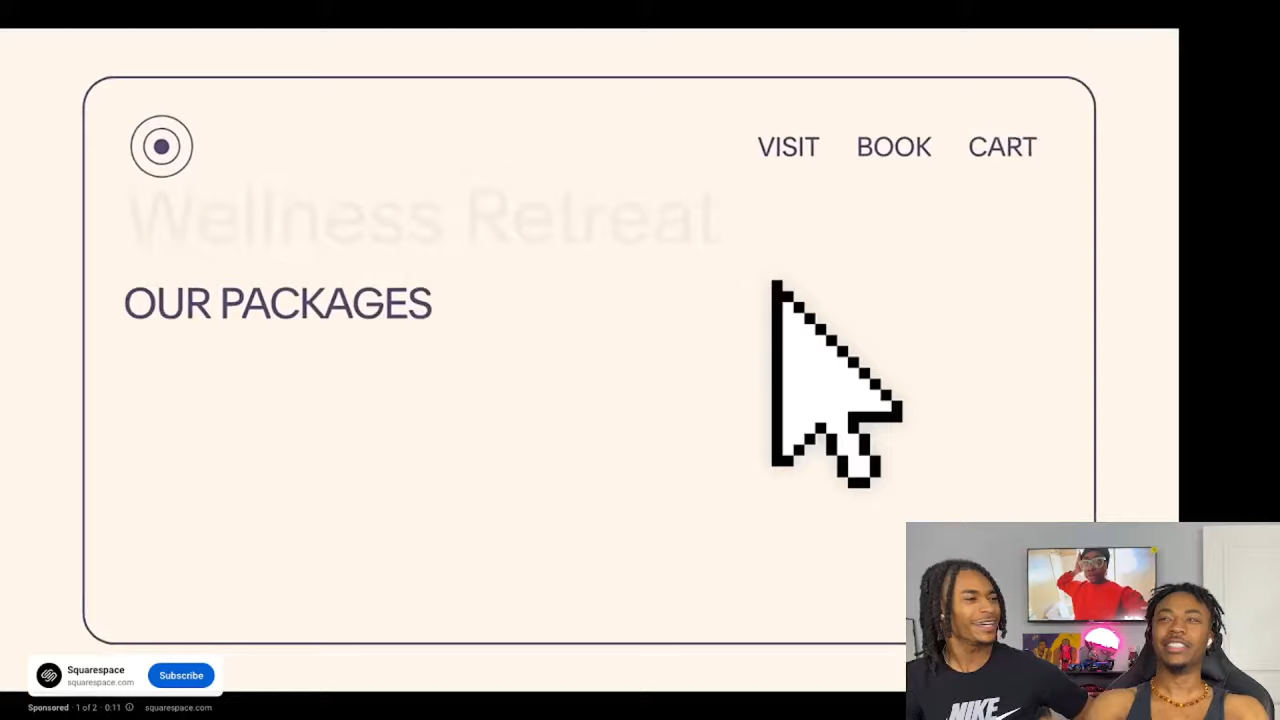 VISIT BOOK CART
Wellness Retreat
OUR PACKAGES
Squarespace
squarespace.com
Subscribe
Sponsored · 1 of 2 · 0:11 squarespace.com
NIKE